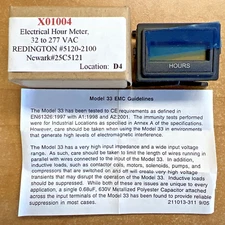 X01004
Electrical Hour Meter,
32 to 277 VAC
REDINGTON #5120-2100
Newark#25C5121
Location: D4
HOURS
Model 33 EMC Guidelines
The Model 33 has been tested to CE requirements as defined in
EN61326:1997 with A1:1998 and A2:2001. The immunity tests performed
were for Industrial Locations as specified in Annex A of the specifications.
However, care should be taken when using the Model 33 in environments
that generate high levels of electromagnetic interference.
The Model 33 has a very high input impedance and a wide input voltage
range. As such, care should be taken to limit the length of wires running in
parallel with wires connected to the input of the Model 33. In addition,
inductive loads, such as contactor coils, motors, solenoids, pumps, and
compressors that are switched on and off will create very high voltage
transients that may disrupt the operation of the Model 33. Inductive loads
should be suppressed. While both of these issues are unique to every
application, a single 0.68uF, 630V Metalized Polyester Capacitor attached
across the input terminals of the Model 33 has been found to provide reliable
suppression in most cases.
211013-311 9/05